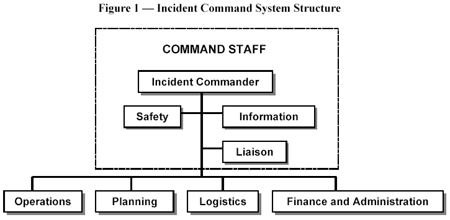 Figure 1 — Incident Command System Structure
COMMAND STAFF
Incident Commander
Safety
Information
Liaison
Operations
Planning
Logistics
Finance and Administration